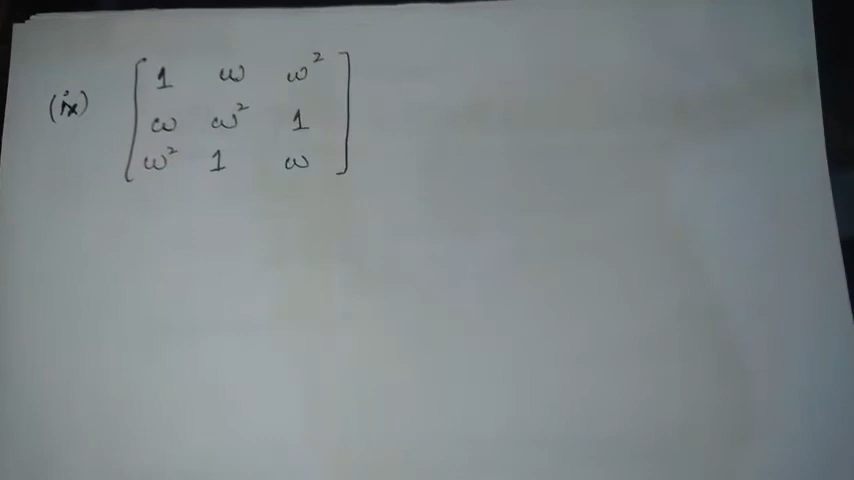 (ix) [ 1 ω ω²
ω ω² 1
ω² 1 ω ]